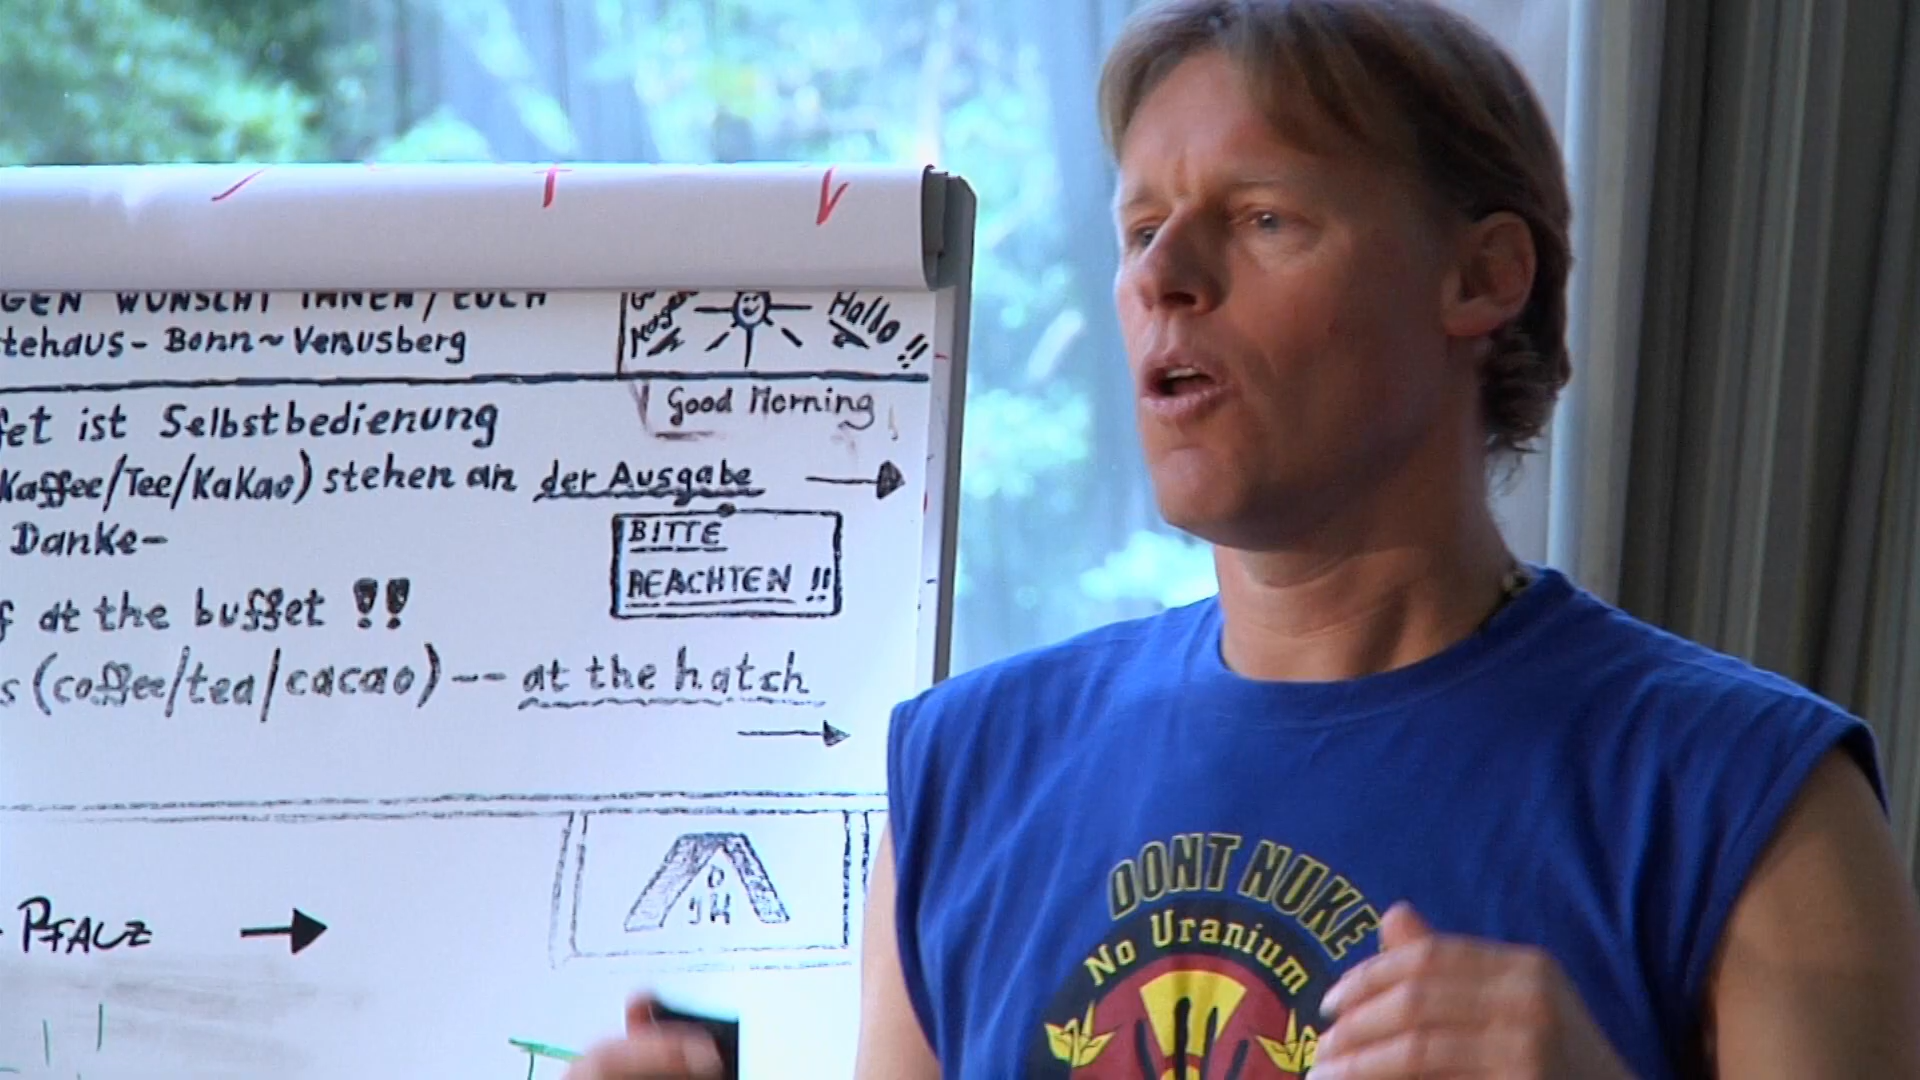 GEN WÜNSCHT IHNEN/EUCH
tehaus - Bonn ~ Venusberg
Hallo !!
Good Morning
fet ist Selbstbedienung
Kaffee/Tee/KaKao) stehen an der Ausgabe
Danke-
BITTE
BEACHTEN !!
f at the buffet !!
s (coffee/tea/cacao) -- at the hatch
PFALZ
DJH
DONT NUKE
No Uranium